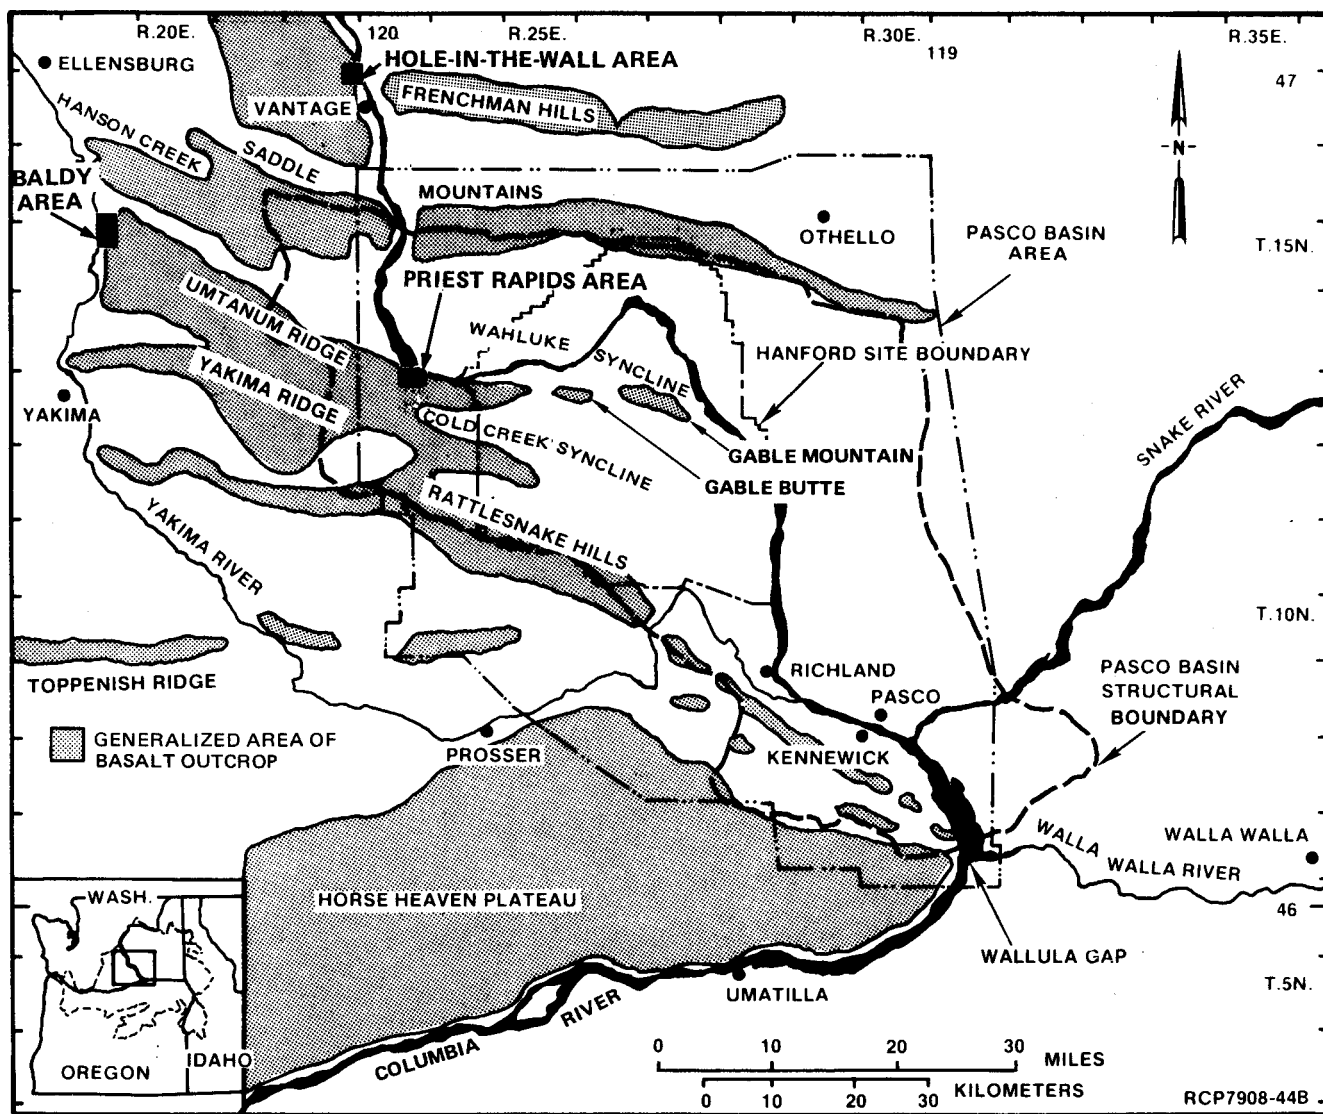 R.20E.
120
R.25E.
R.30E.
119
R.35E.
ELLENSBURG
HOLE-IN-THE-WALL AREA
47
VANTAGE
FRENCHMAN HILLS
HANSON CREEK
SADDLE
MOUNTAINS
-N-
BALDY
AREA
OTHELLO
PASCO BASIN
AREA
T.15N.
PRIEST RAPIDS AREA
UMTANUM RIDGE
WAHLUKE SYNCLINE
HANFORD SITE BOUNDARY
YAKIMA RIDGE
YAKIMA
COLD CREEK SYNCLINE
SNAKE RIVER
GABLE MOUNTAIN
GABLE BUTTE
RATTLESNAKE HILLS
YAKIMA RIVER
T.10N.
TOPPENISH RIDGE
RICHLAND
PASCO
PASCO BASIN
STRUCTURAL
BOUNDARY
GENERALIZED AREA OF
BASALT OUTCROP
PROSSER
KENNEWICK
WALLA WALLA RIVER
WALLA WALLA
HORSE HEAVEN PLATEAU
46
WASH.
WALLULA GAP
T.5N.
UMATILLA
COLUMBIA RIVER
OREGON
IDAHO
0 10 20 30
MILES
KILOMETERS
0 10 20 30
RCP7908-44B